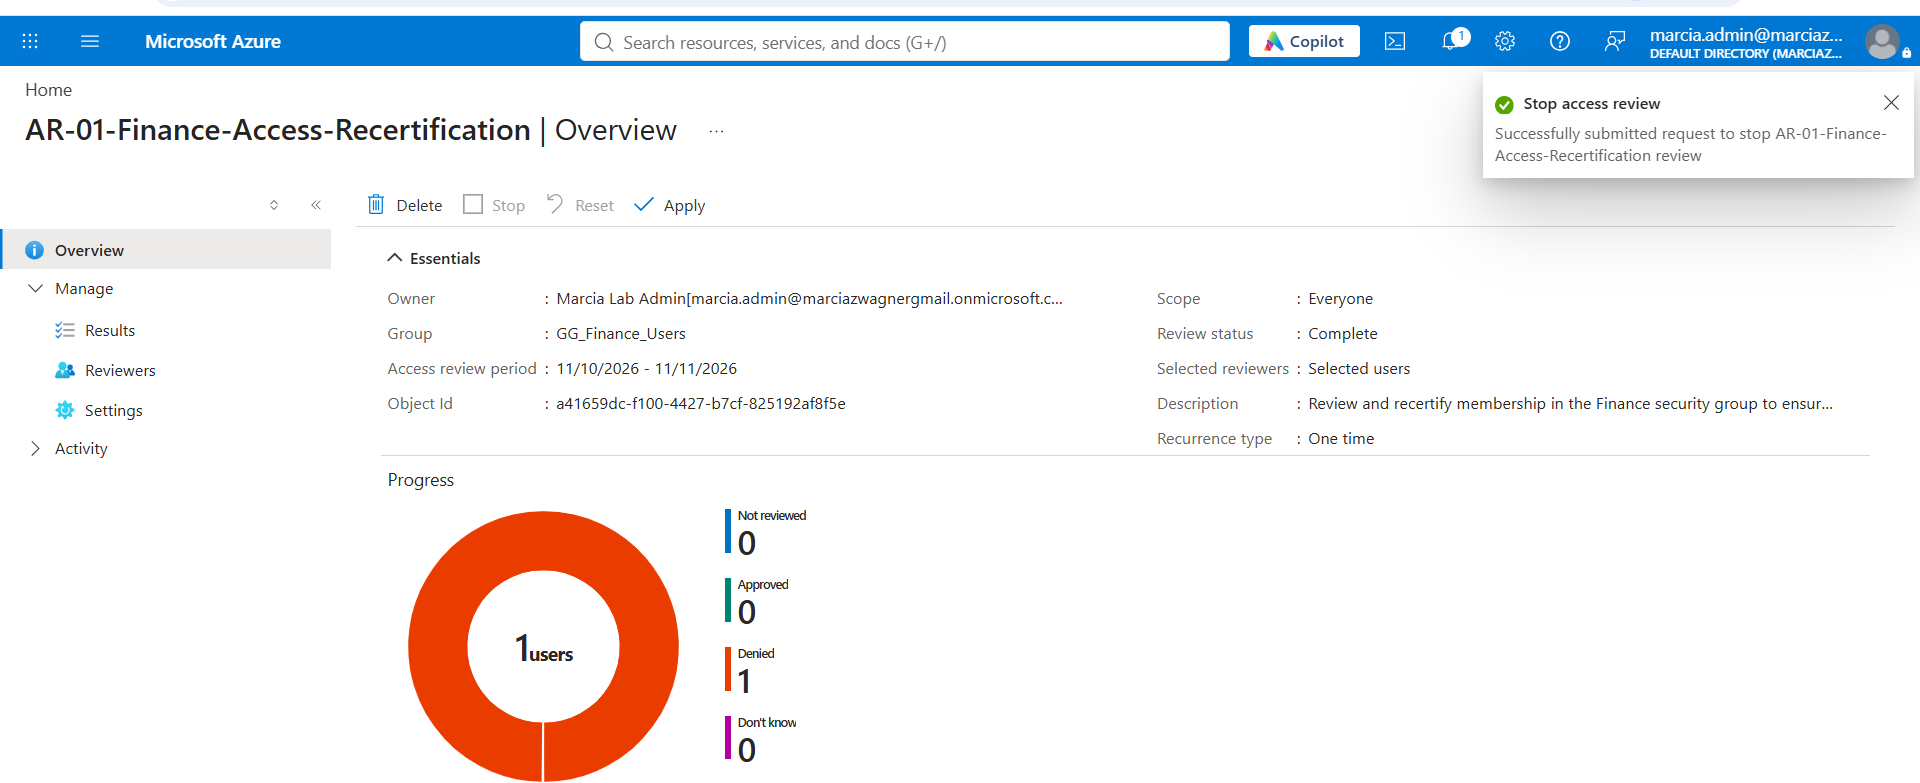 Microsoft Azure
Search resources, services, and docs (G+/)
Copilot
1
marcia.admin@marciaz...
DEFAULT DIRECTORY (MARCIAZ...
Home
AR-01-Finance-Access-Recertification | Overview ...
Stop access review
Successfully submitted request to stop AR-01-Finance-
Access-Recertification review
Delete Stop Reset Apply
Overview
Manage
Results
Reviewers
Settings
Activity
Essentials
Owner : Marcia Lab Admin[marcia.admin@marciazwagnergmail.onmicrosoft.c...
Group : GG_Finance_Users
Access review period : 11/10/2026 - 11/11/2026
Object Id : a41659dc-f100-4427-b7cf-825192af8f5e
Scope : Everyone
Review status : Complete
Selected reviewers : Selected users
Description : Review and recertify membership in the Finance security group to ensur...
Recurrence type : One time
Progress
1users
Not reviewed
0
Approved
0
Denied
1
Don't know
0